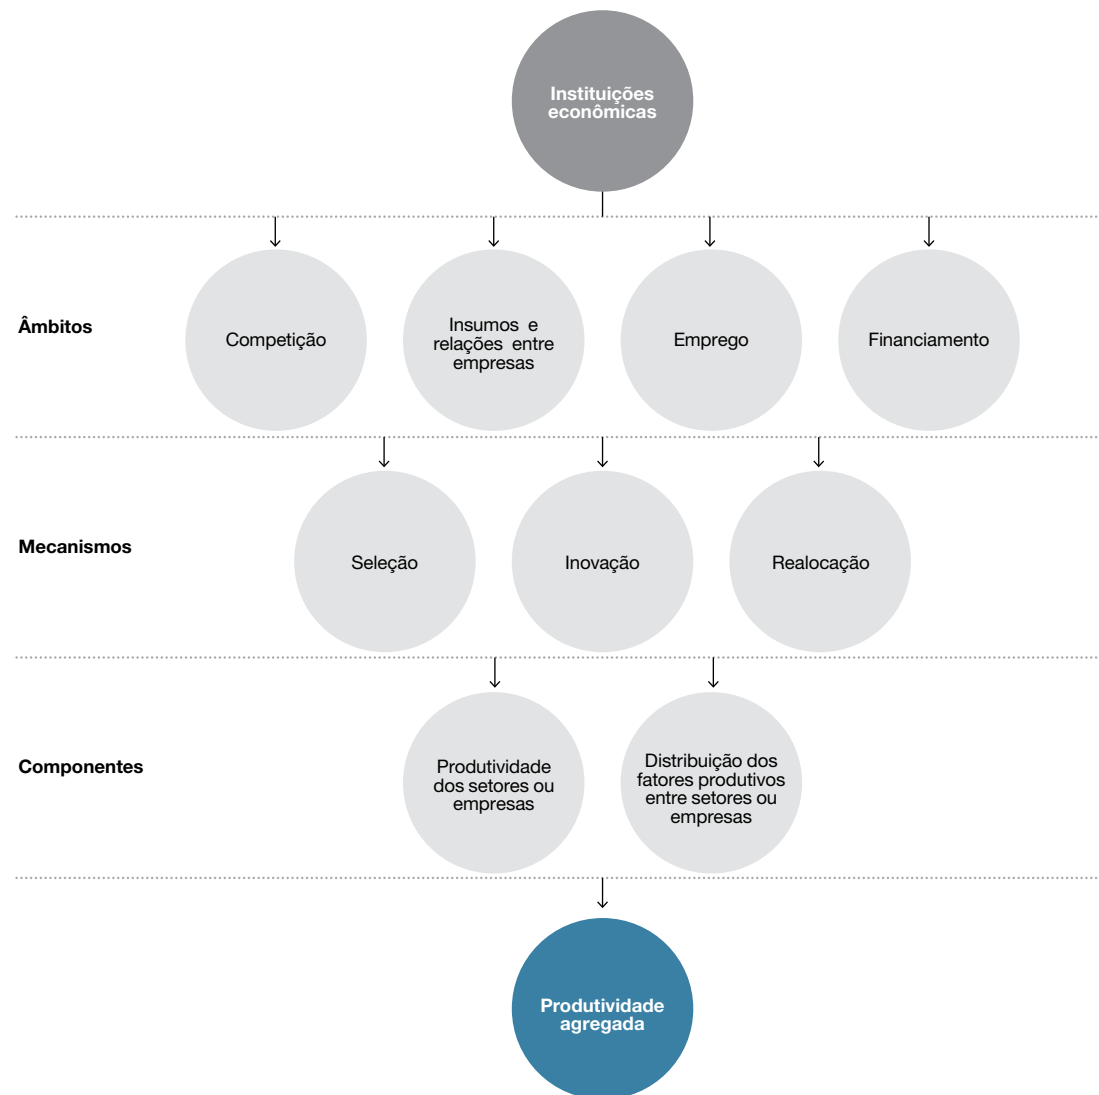 Instituições
econômicas
Âmbitos
Competição
Insumos e
relações entre
empresas
Emprego
Financiamento
Mecanismos
Seleção
Inovação
Realocação
Componentes
Produtividade
dos setores ou
empresas
Distribuição dos
fatores produtivos
entre setores ou
empresas
Produtividade
agregada